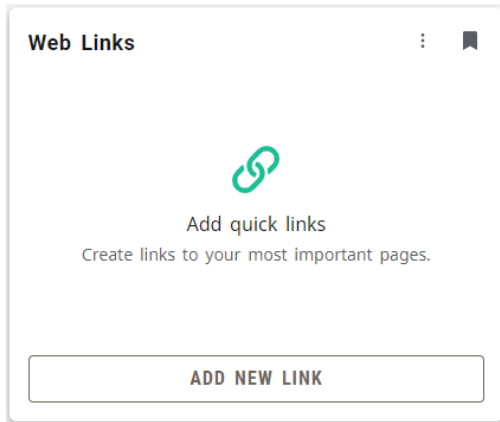 Web Links
Add quick links
Create links to your most important pages.
ADD NEW LINK